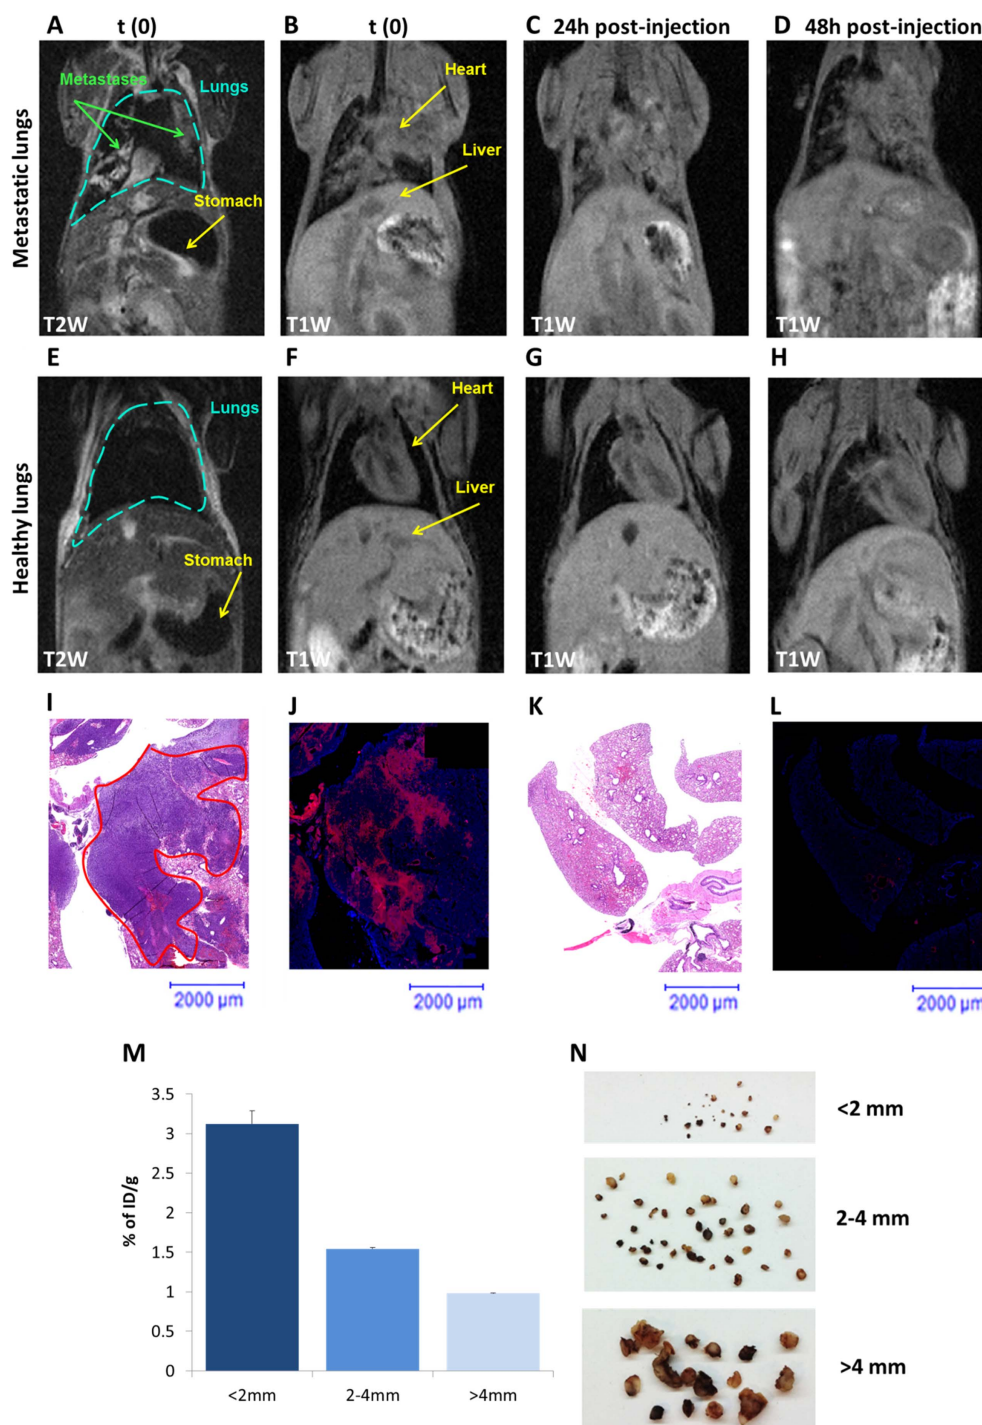 A t (0)
B t (0)
C 24h post-injection
D 48h post-injection
Metastatic lungs
Metastases
Lungs
Stomach
T2W
Heart
Liver
T1W
T1W
T1W
E
F
G
H
Healthy lungs
Lungs
Stomach
T2W
Heart
Liver
T1W
T1W
T1W
I
J
K
L
2000 µm
2000 µm
2000 µm
2000 µm
M
N
% of ID/g
3.5
3
2.5
2
1.5
1
0.5
0
<2mm
2-4mm
>4mm
<2 mm
2-4 mm
>4 mm